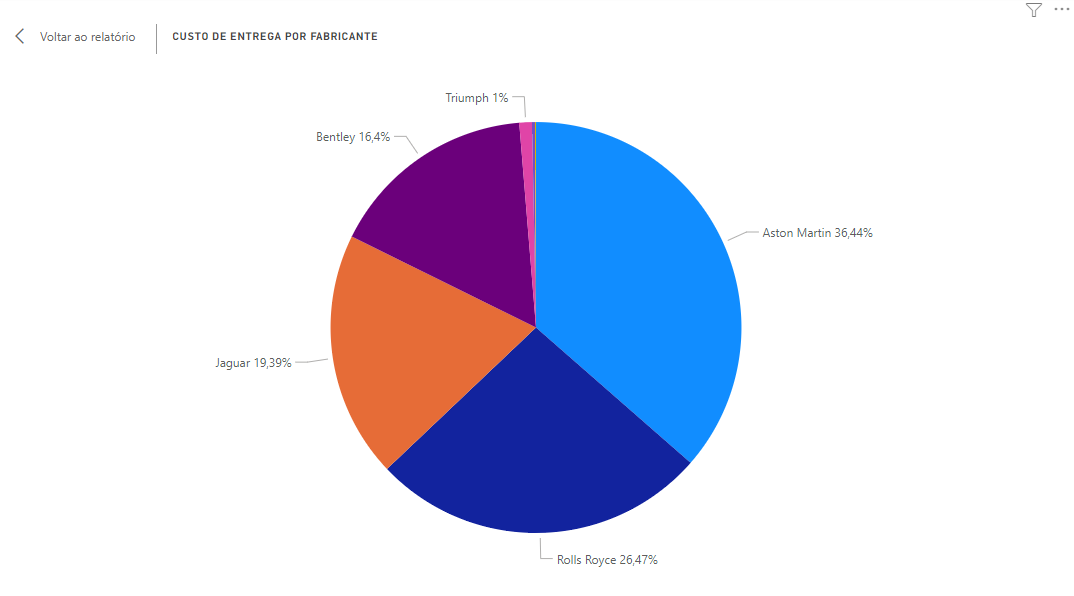 Voltar ao relatório
CUSTO DE ENTREGA POR FABRICANTE
Triumph 1%
Bentley 16,4%
Aston Martin 36,44%
Jaguar 19,39%
Rolls Royce 26,47%